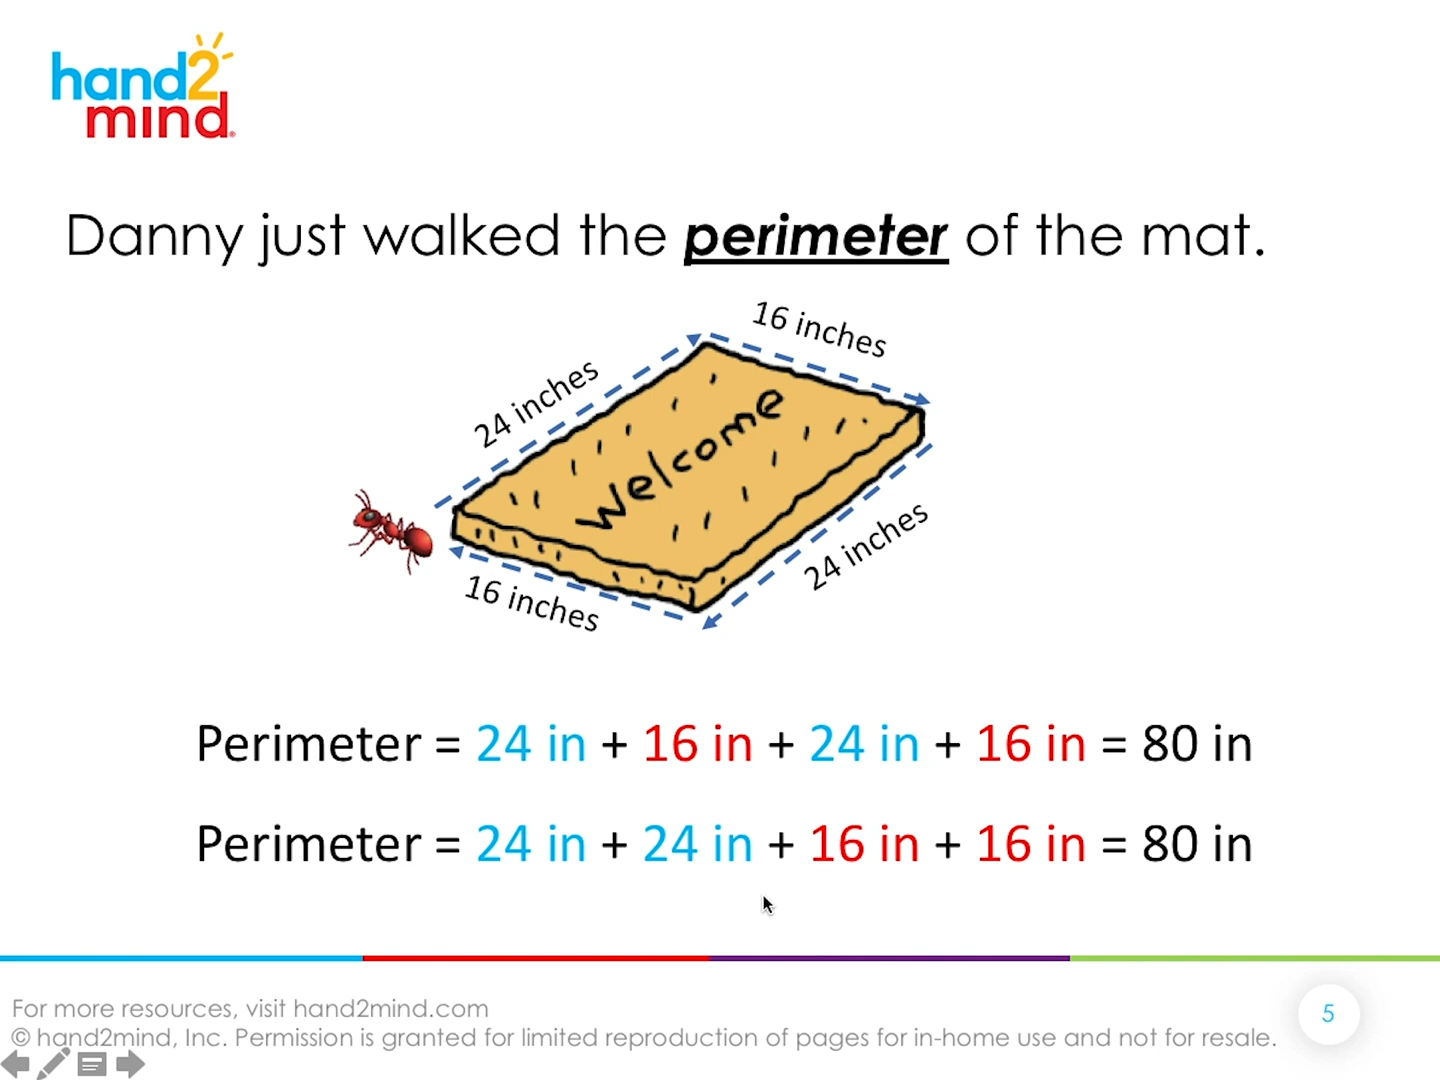 hand2
mind®
Danny just walked the perimeter of the mat.
16 inches
24 inches
Welcome
24 inches
16 inches
Perimeter = 24 in + 16 in + 24 in + 16 in = 80 in
Perimeter = 24 in + 24 in + 16 in + 16 in = 80 in
For more resources, visit hand2mind.com
© hand2mind, Inc. Permission is granted for limited reproduction of pages for in-home use and not for resale.
5